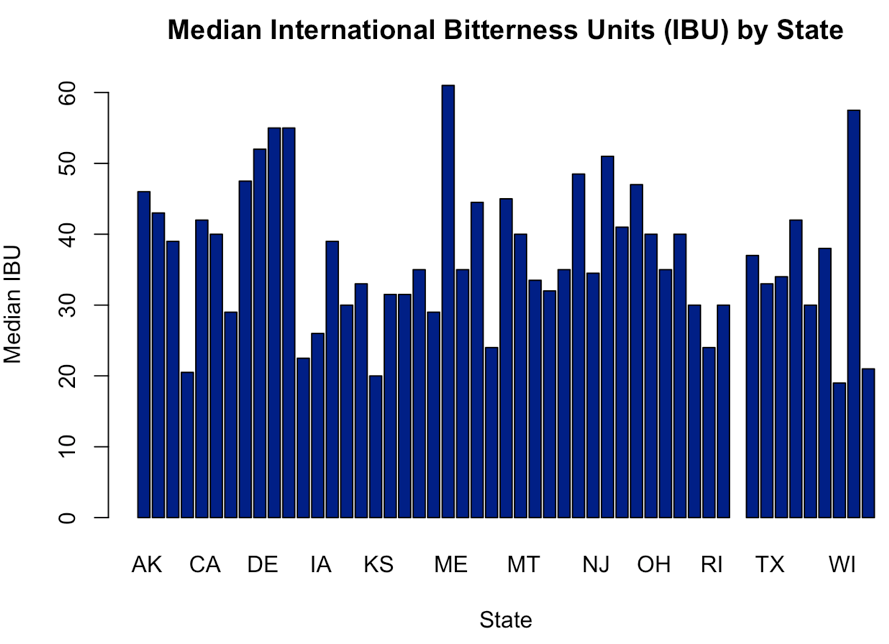 Median International Bitterness Units (IBU) by State
60
50
40
30
20
10
0
Median IBU
AK CA DE IA KS ME MT NJ OH RI TX WI
State